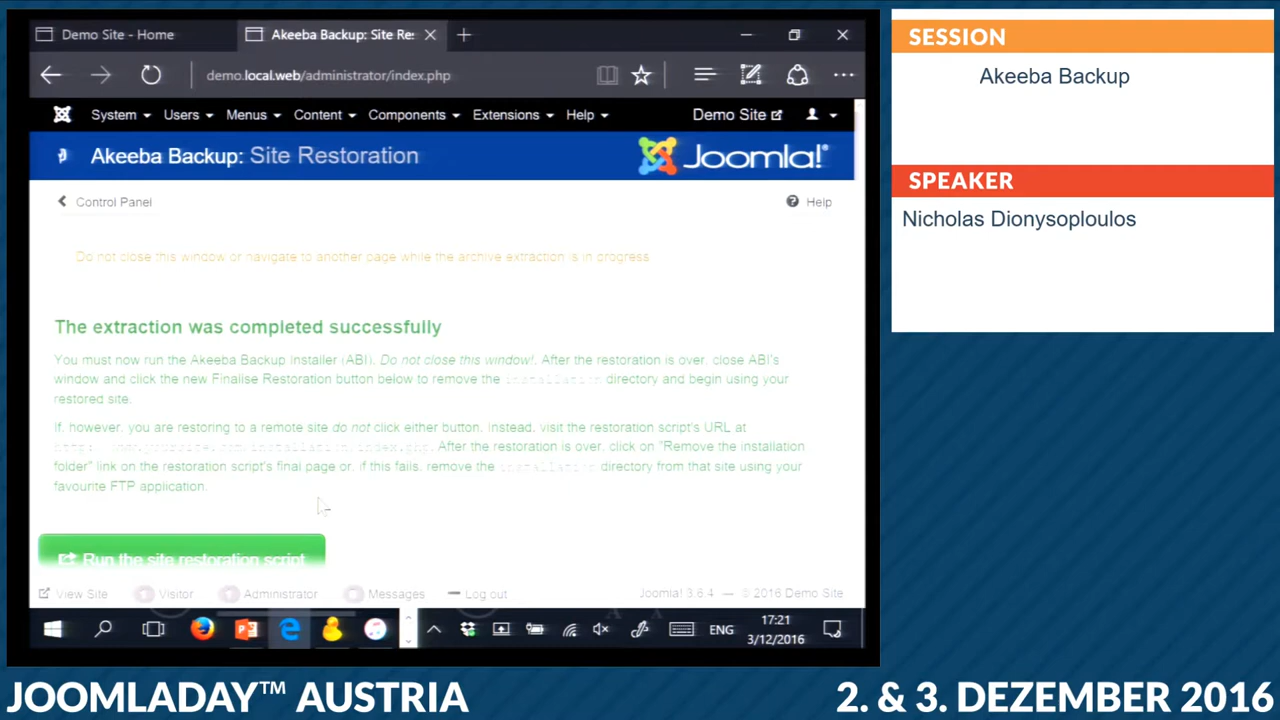 Demo Site - Home
Akeeba Backup: Site Res
demo.local.web/administrator/index.php
System Users Menus Content Components Extensions Help Demo Site
Akeeba Backup: Site Restoration
Joomla!®
Control Panel
Help
Do not close this window or navigate to another page while the archive extraction is in progress
The extraction was completed successfully
You must now run the Akeeba Backup Installer (ABI). Do not close this window!. After the restoration is over, close ABI's
window and click the new Finalise Restoration button below to remove the installation directory and begin using your
restored site.
If, however, you are restoring to a remote site do not click either button. Instead, visit the restoration script's URL at
After the restoration is over, click on "Remove the installation
folder" link on the restoration script's final page or, if this fails, remove the installation directory from that site using your
favourite FTP application.
Run the site restoration script
View Site Visitor Administrator Messages Log out
Joomla! 3.6.4 — © 2016 Demo Site
ENG
17:21
3/12/2016
SESSION
Akeeba Backup
SPEAKER
Nicholas Dionysoploulos
JOOMLADAY™ AUSTRIA
2. & 3. DEZEMBER 2016